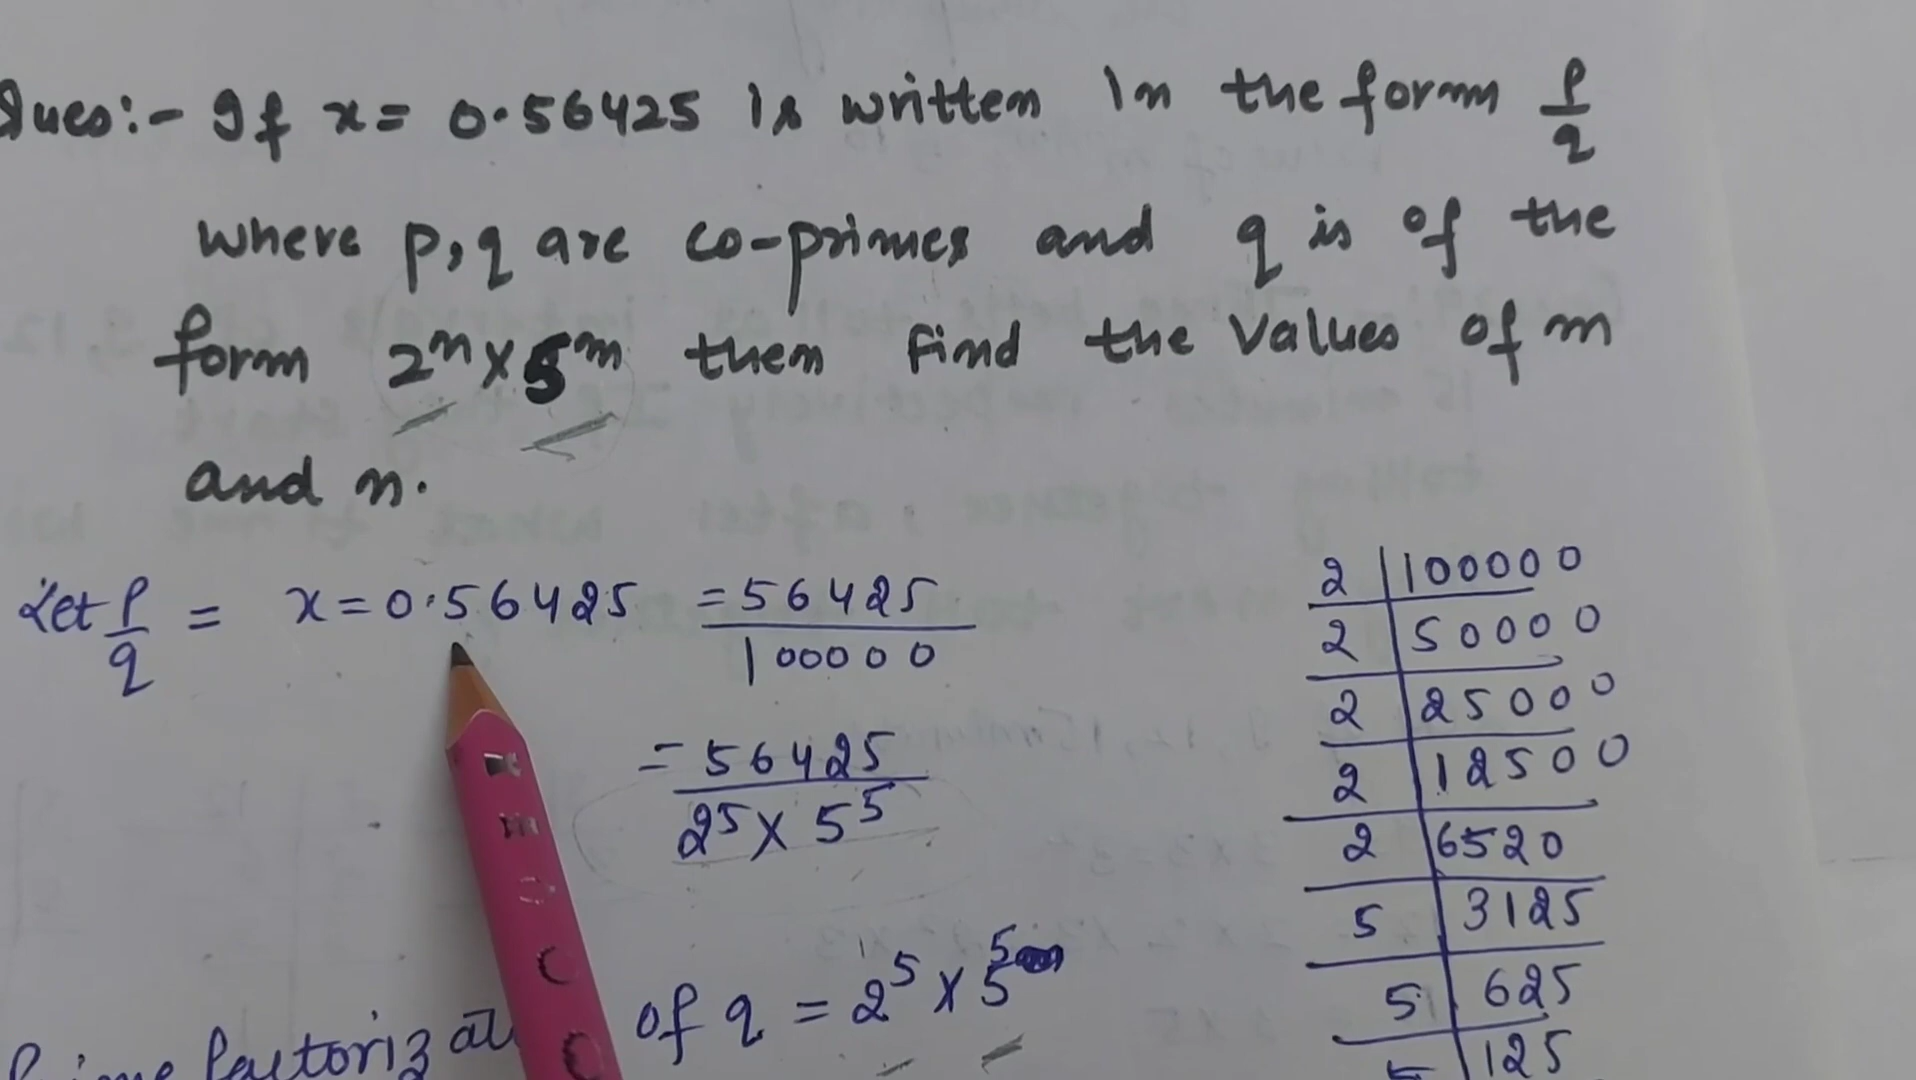 Ques:- If x = 0.56425 is written in the form p/q
where p, q are co-primes and q is of the
form 2^n × 5^m then find the values of m
and n.
Let p/q = x = 0.56425 = 56425/100000
= 56425/2^5 × 5^5
of q = 2^5 × 5^5
2 | 100000
2 | 50000
2 | 25000
2 | 12500
2 | 6520
5 | 3125
5 | 625
5 | 125